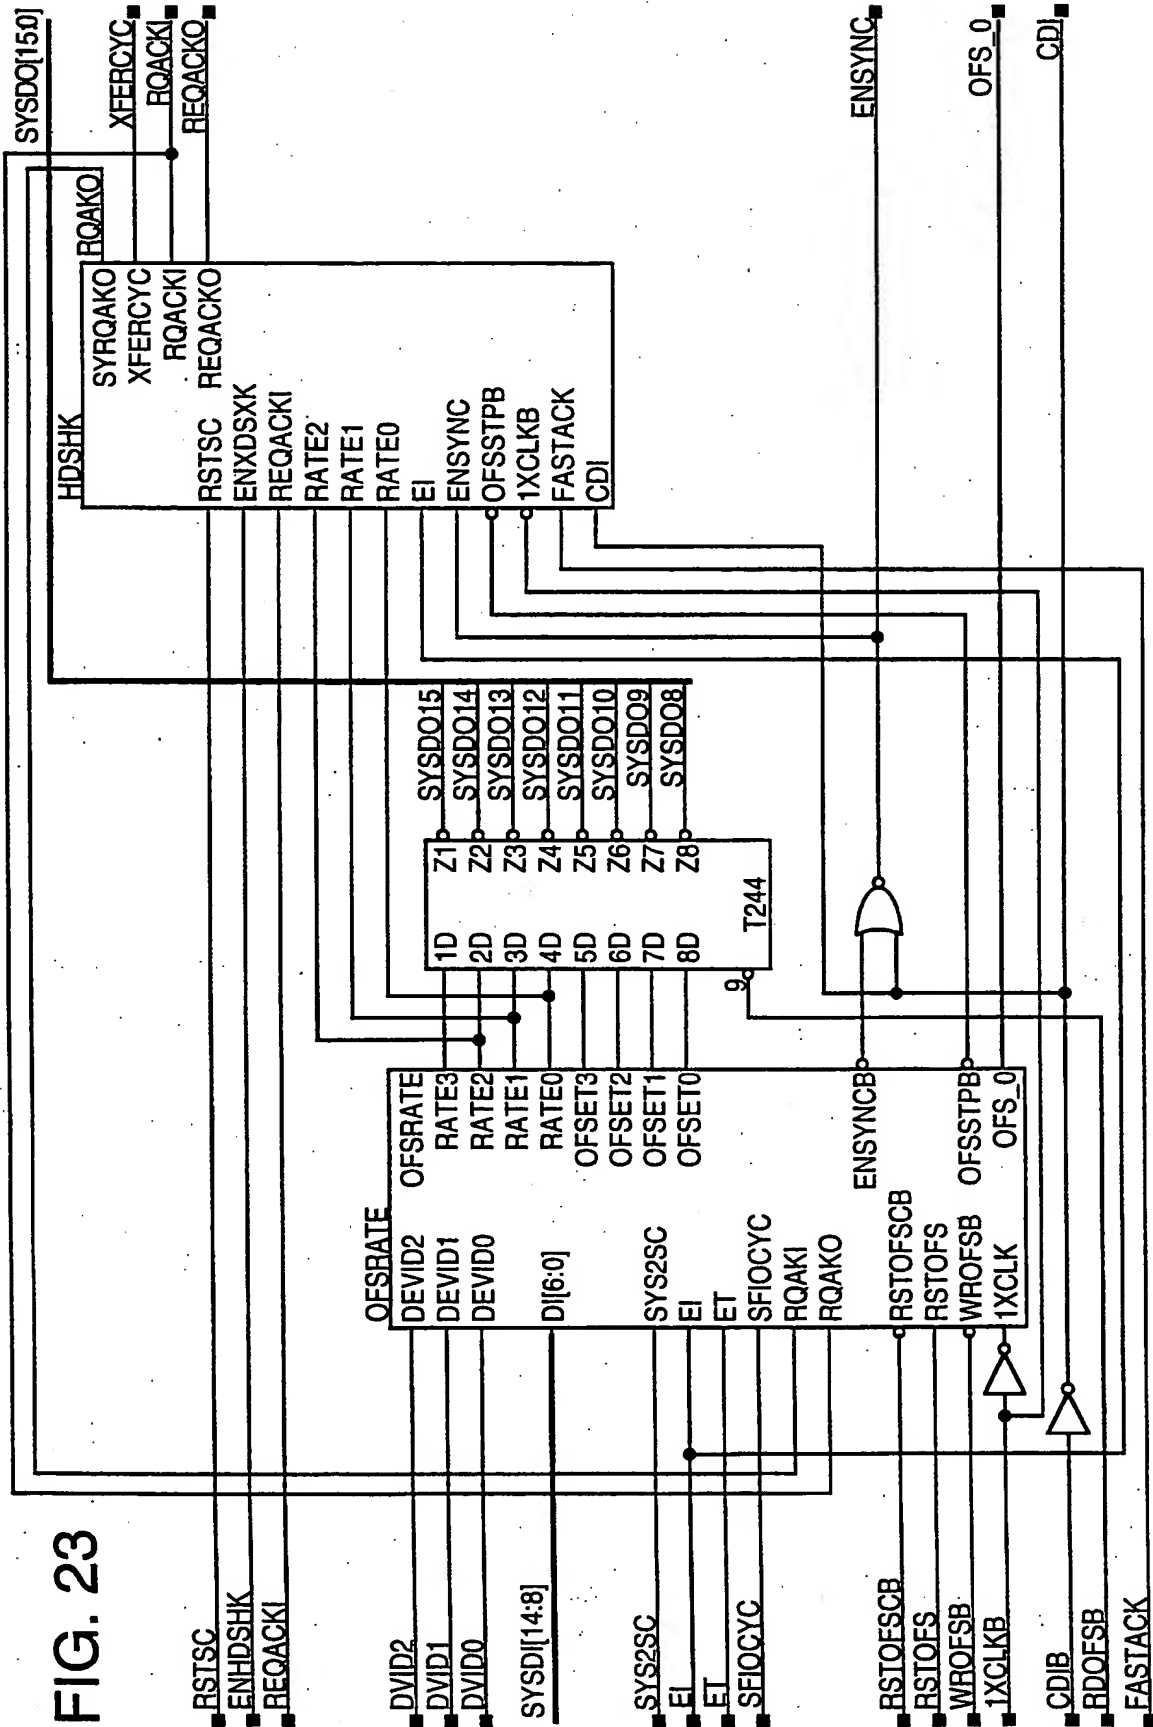 FIG. 23
RSTSC
ENHDSHK
REQACKI
DVID2
DVID1
DVID0
SYSDI[14:8]
SYS2SC
EI
ET
SFIOCYC
RSTOFSCB
RSTOFS
WROFSB
1XCLKB
CDIB
RDOFSB
FASTACK
OFSRATE
DEVID2
DEVID1
DEVID0
DI[6:0]
SYS2SC
EI
ET
SFIOCYC
RQAKI
RQAKO
RSTOFSCB
RSTOFS
WROFSB
1XCLK
OFSRATE
RATE3
RATE2
RATE1
RATE0
OFSET3
OFSET2
OFSET1
OFSET0
ENSYNCB
OFSSTPB
OFS_0
1D
2D
3D
4D
5D
6D
7D
8D
9
T244
Z1
Z2
Z3
Z4
Z5
Z6
Z7
Z8
SYSDO15
SYSDO14
SYSDO13
SYSDO12
SYSDO11
SYSDO10
SYSDO9
SYSDO8
HDSHK
RSTSC
ENXDSXK
REQACKI
RATE2
RATE1
RATE0
EI
ENSYNC
OFSSTPB
1XCLKB
FASTACK
CDI
SYRQAKO
XFERCYC
RQACKI
REQACKO
RQAKO
SYSDO[15:0]
XFERCYC
RQACKI
REQACKO
ENSYNC
OFS_0
CDI